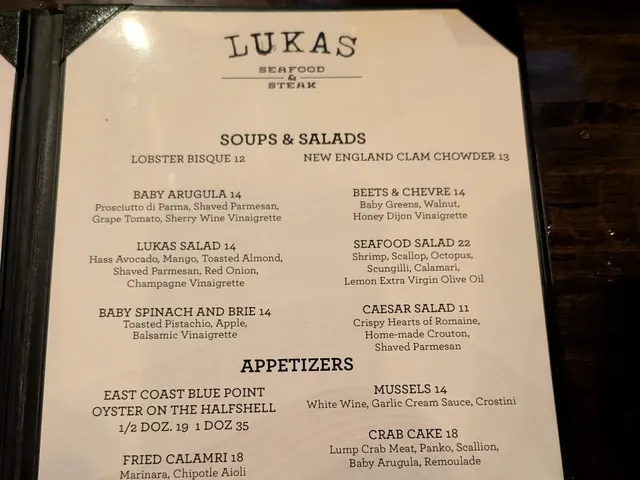 LUKAS
SEAFOOD
&
STEAK
SOUPS & SALADS
LOBSTER BISQUE 12
NEW ENGLAND CLAM CHOWDER 13
BABY ARUGULA 14
Prosciutto di Parma, Shaved Parmesan,
Grape Tomato, Sherry Wine Vinaigrette
BEETS & CHEVRE 14
Baby Greens, Walnut,
Honey Dijon Vinaigrette
LUKAS SALAD 14
Hass Avocado, Mango, Toasted Almond,
Shaved Parmesan, Red Onion,
Champagne Vinaigrette
SEAFOOD SALAD 22
Shrimp, Scallop, Octopus,
Scungilli, Calamari,
Lemon Extra Virgin Olive Oil
BABY SPINACH AND BRIE 14
Toasted Pistachio, Apple,
Balsamic Vinaigrette
CAESAR SALAD 11
Crispy Hearts of Romaine,
Home-made Crouton,
Shaved Parmesan
APPETIZERS
EAST COAST BLUE POINT
OYSTER ON THE HALFSHELL
1/2 DOZ. 19 1 DOZ 35
MUSSELS 14
White Wine, Garlic Cream Sauce, Crostini
FRIED CALAMRI 18
Marinara, Chipotle Aioli
CRAB CAKE 18
Lump Crab Meat, Panko, Scallion,
Baby Arugula, Remoulade